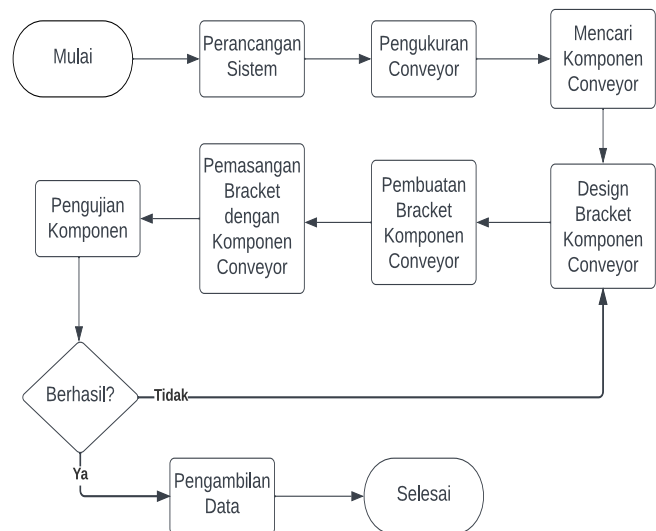 Mulai
Perancangan
Sistem
Pengukuran
Conveyor
Mencari
Komponen
Conveyor
Design
Bracket
Komponen
Conveyor
Pembuatan
Bracket
Komponen
Conveyor
Pemasangan
Bracket
dengan
Komponen
Conveyor
Pengujian
Komponen
Berhasil?
Tidak
Ya
Pengambilan
Data
Selesai